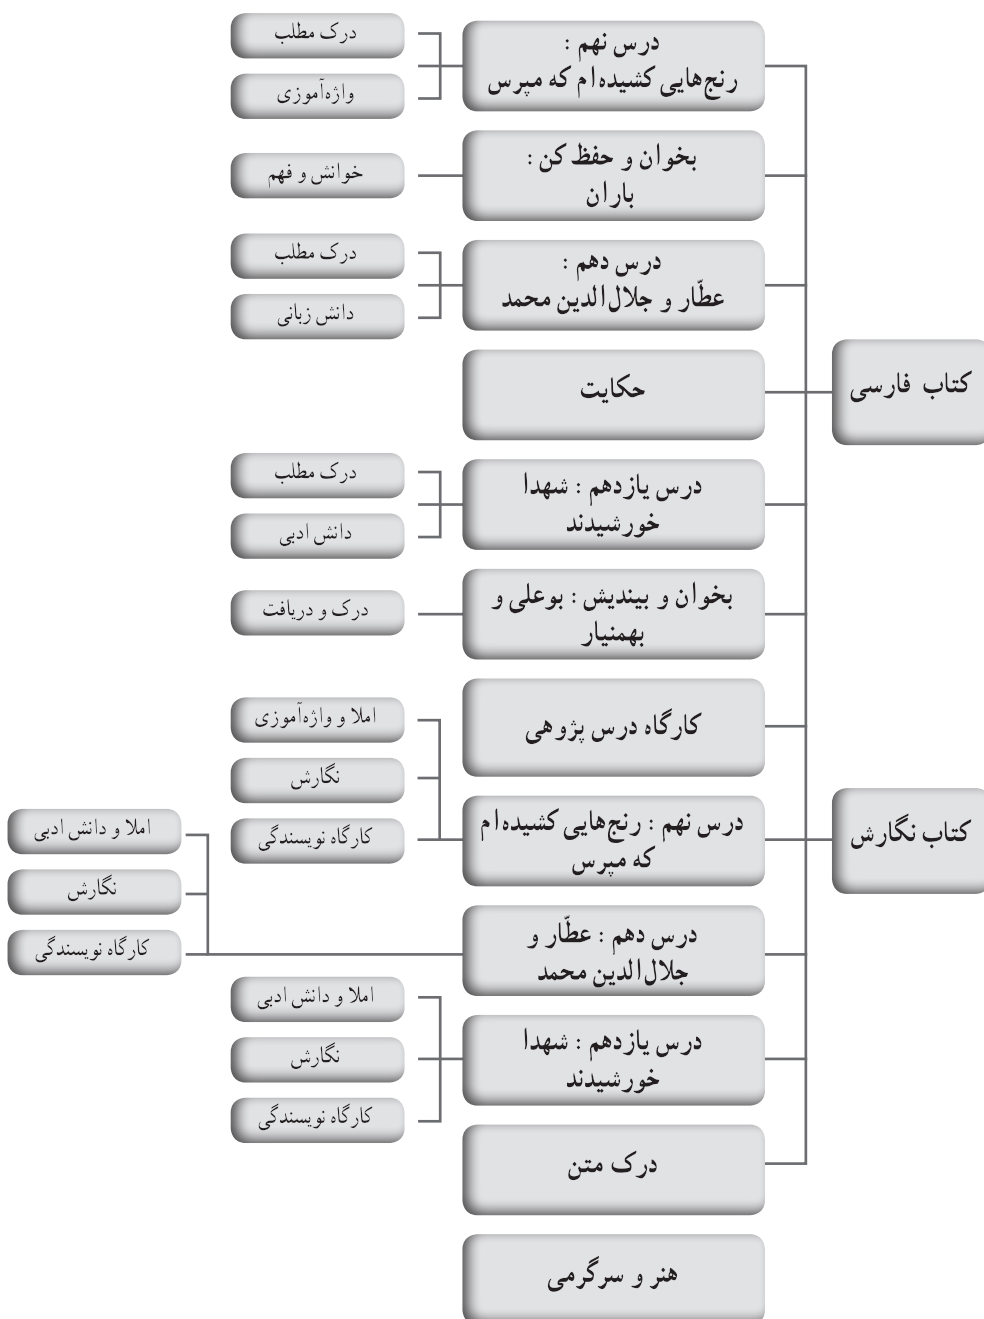 کتاب فارسی
درس نهم :
رنج‌هایی کشیده‌ام که مپرس
درک مطلب
واژه‌آموزی
بخوان و حفظ کن :
باران
خوانش و فهم
درس دهم :
عطّار و جلال‌الدین محمد
درک مطلب
دانش زبانی
حکایت
درس یازدهم : شهدا
خورشیدند
درک مطلب
دانش ادبی
بخوان و بیندیش : بوعلی و
بهمنیار
درک و دریافت
کارگاه درس پژوهی
کتاب نگارش
درس نهم : رنج‌هایی کشیده‌ام
که مپرس
املا و واژه‌آموزی
نگارش
کارگاه نویسندگی
درس دهم : عطّار و
جلال‌الدین محمد
املا و دانش ادبی
نگارش
کارگاه نویسندگی
درس یازدهم : شهدا
خورشیدند
املا و دانش ادبی
نگارش
کارگاه نویسندگی
درک متن
هنر و سرگرمی